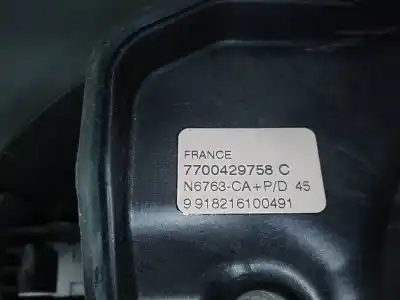 FRANCE
7700429758 C
N6763-CA+P/D 45
9 918216100491